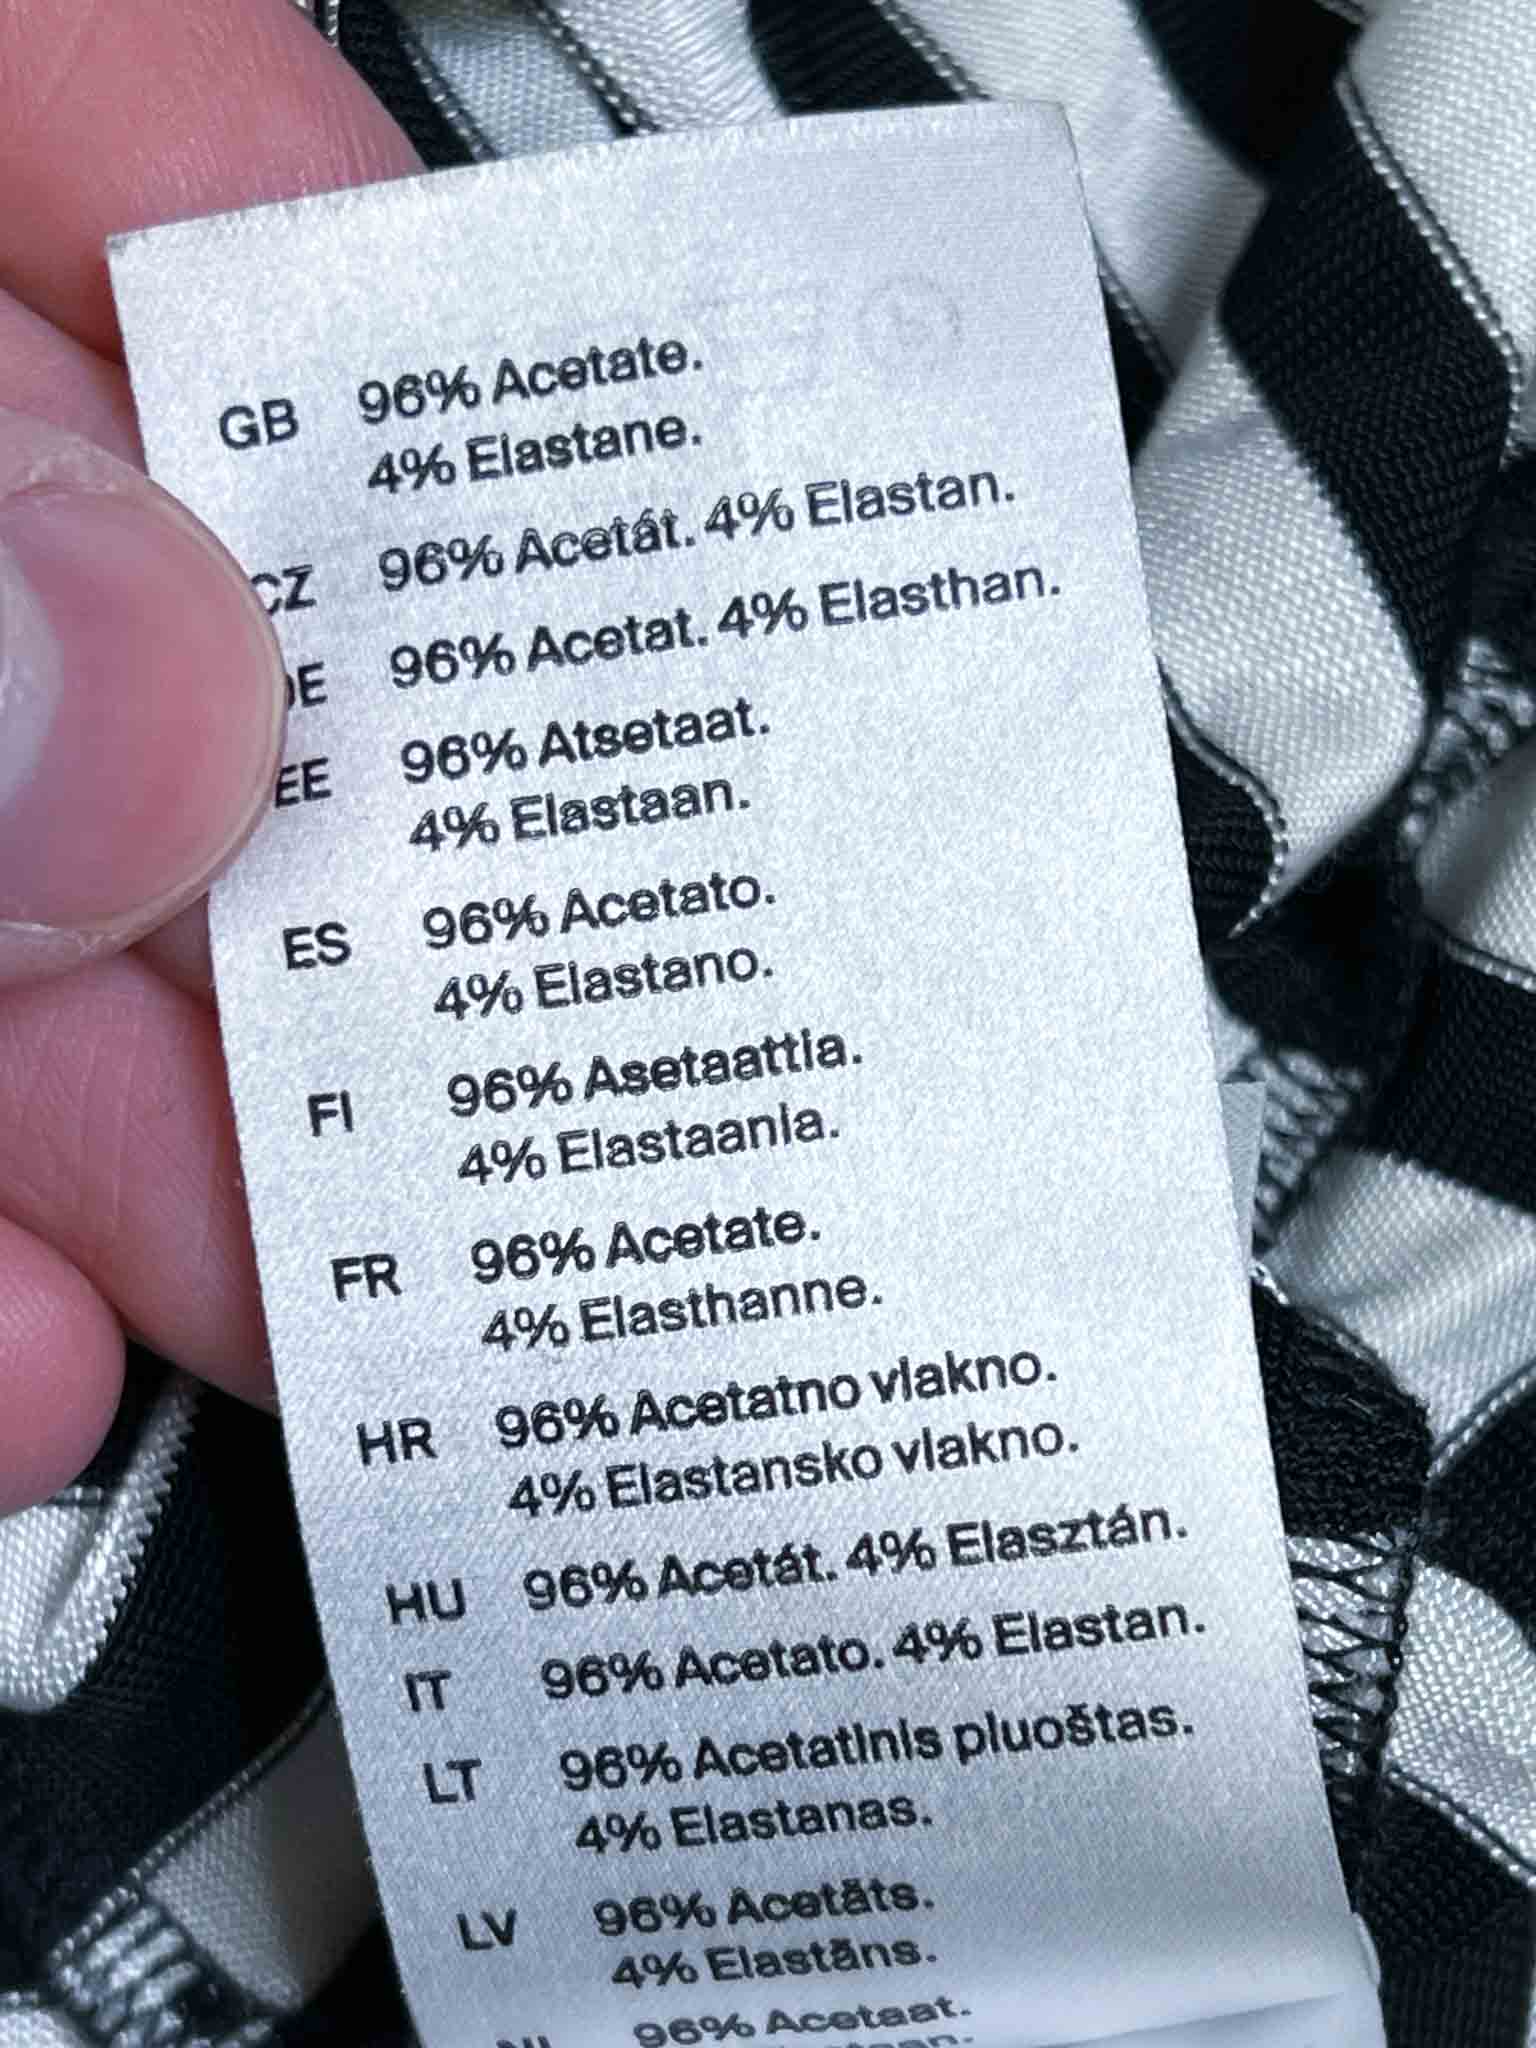 GB 96% Acetate.
4% Elastane.
CZ 96% Acetát. 4% Elastan.
DE 96% Acetat. 4% Elasthan.
EE 96% Atsetaat.
4% Elastaan.
ES 96% Acetato.
4% Elastano.
FI 96% Asetaattia.
4% Elastaania.
FR 96% Acetate.
4% Elasthanne.
HR 96% Acetatno vlakno.
4% Elastansko vlakno.
HU 96% Acetát. 4% Elasztán.
IT 96% Acetato. 4% Elastan.
LT 96% Acetatinis pluoštas.
4% Elastanas.
LV 96% Acetāts.
4% Elastāns.
NL 96% Acetaat.